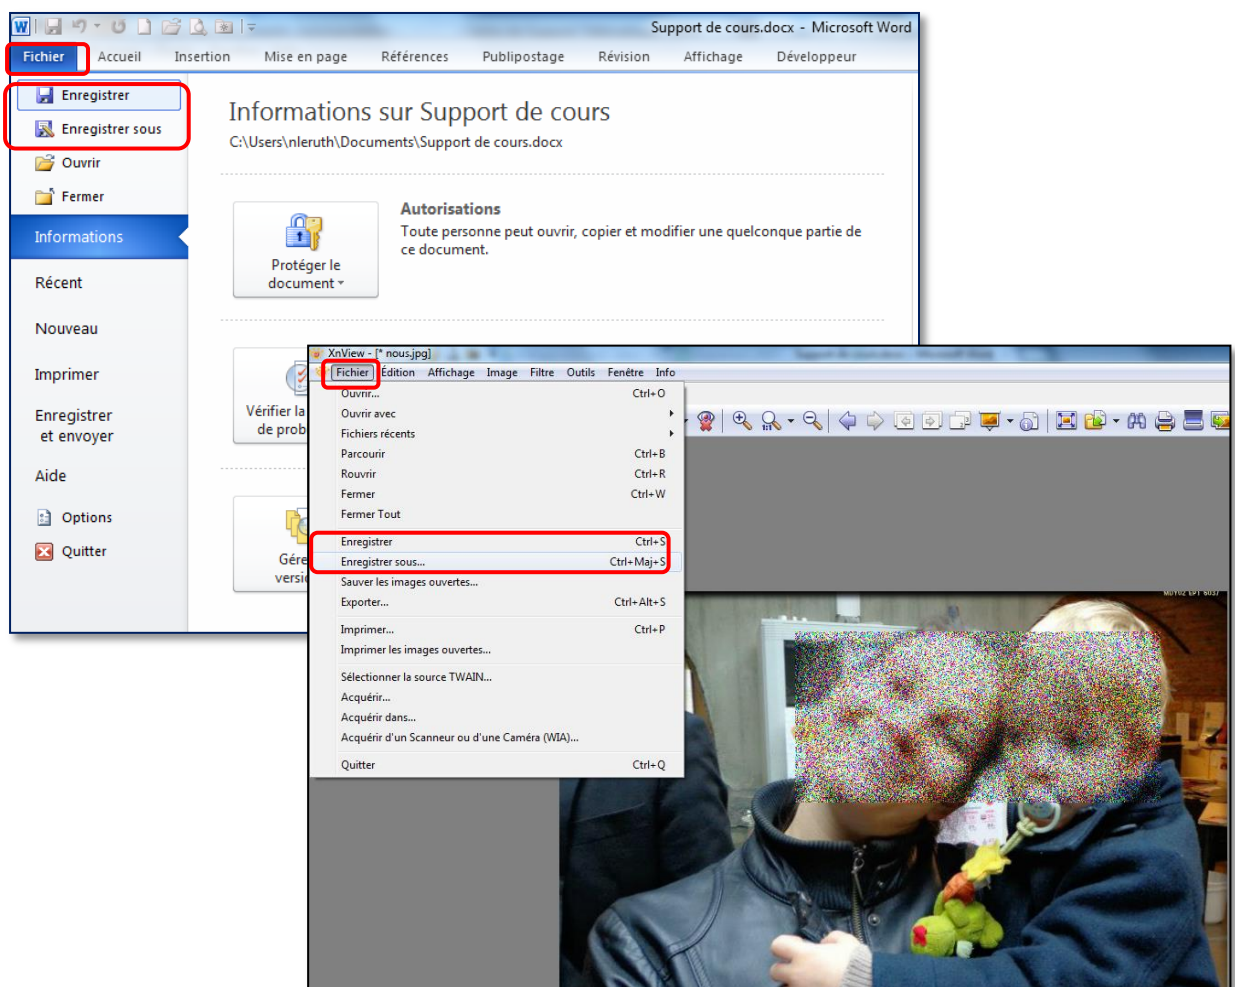 Support de cours.docx - Microsoft Word
Fichier Accueil Insertion Mise en page Références Publipostage Révision Affichage Développeur
Enregistrer
Enregistrer sous
Ouvrir
Fermer
Informations
Récent
Nouveau
Imprimer
Enregistrer
et envoyer
Aide
Options
Quitter
Informations sur Support de cours
C:\Users\nleruth\Documents\Support de cours.docx
Protéger le
document
Autorisations
Toute personne peut ouvrir, copier et modifier une quelconque partie de
ce document.
Vérifier la
de prob
Gére
versi
XnView - [* nous.jpg]
Fichier Édition Affichage Image Filtre Outils Fenêtre Info
Ouvrir... Ctrl+O
Ouvrir avec
Fichiers récents
Parcourir Ctrl+B
Rouvrir Ctrl+R
Fermer Ctrl+W
Fermer Tout
Enregistrer Ctrl+S
Enregistrer sous... Ctrl+Maj+S
Sauver les images ouvertes...
Exporter... Ctrl+Alt+S
Imprimer... Ctrl+P
Imprimer les images ouvertes...
Sélectionner la source TWAIN...
Acquérir...
Acquérir dans...
Acquérir d'un Scanneur ou d'une Caméra (WIA)...
Quitter Ctrl+Q